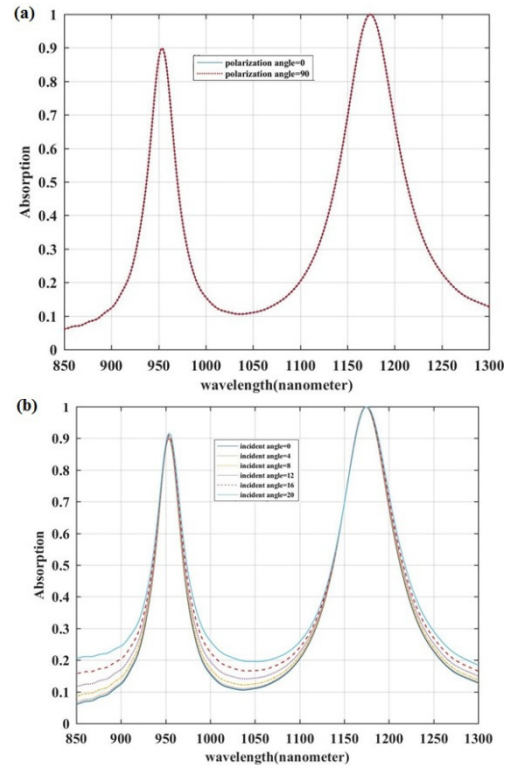 (a)
1
0.9
0.8
0.7
0.6
0.5
0.4
0.3
0.2
0.1
0
Absorption
polarization angle=0
polarization angle=90
850 900 950 1000 1050 1100 1150 1200 1250 1300
wavelength(nanometer)
(b)
1
0.9
0.8
0.7
0.6
0.5
0.4
0.3
0.2
0.1
0
Absorption
incident angle=0
incident angle=4
incident angle=8
incident angle=12
incident angle=16
incident angle=20
850 900 950 1000 1050 1100 1150 1200 1250 1300
wavelength(nanometer)